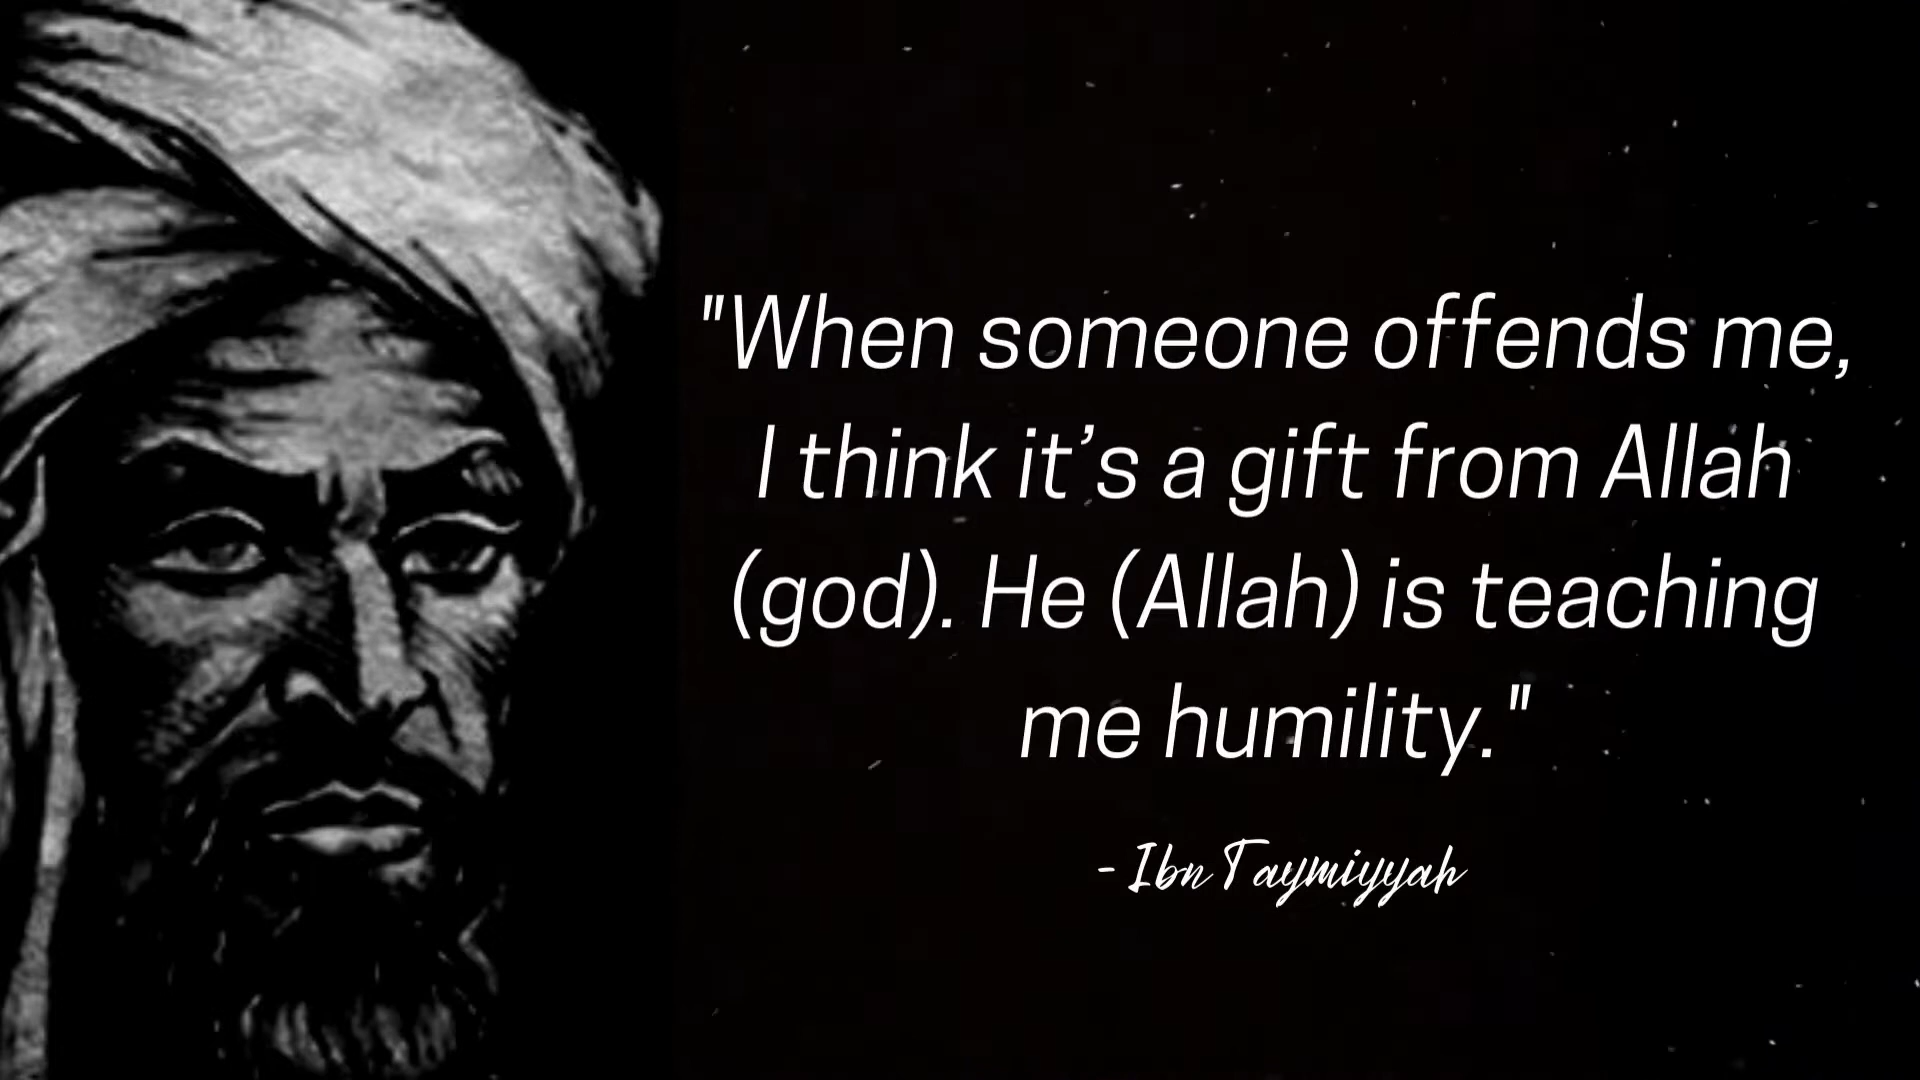 "When someone offends me,
I think it’s a gift from Allah
(god). He (Allah) is teaching
me humility."
- Ibn Taymiyyah